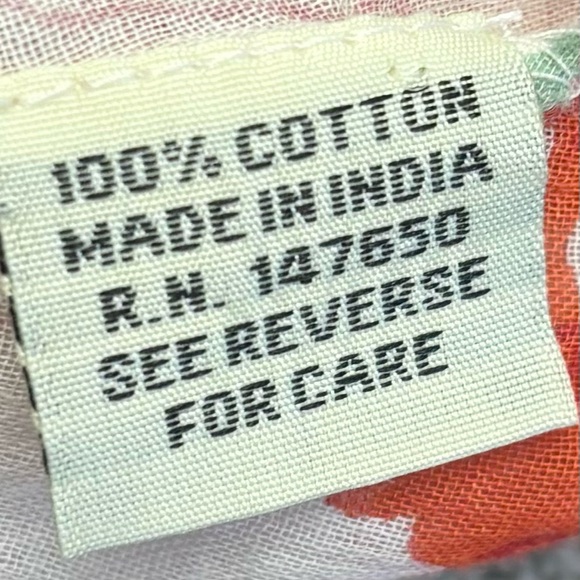 100% COTTON
MADE IN INDIA
R.N. 147650
SEE REVERSE
FOR CARE